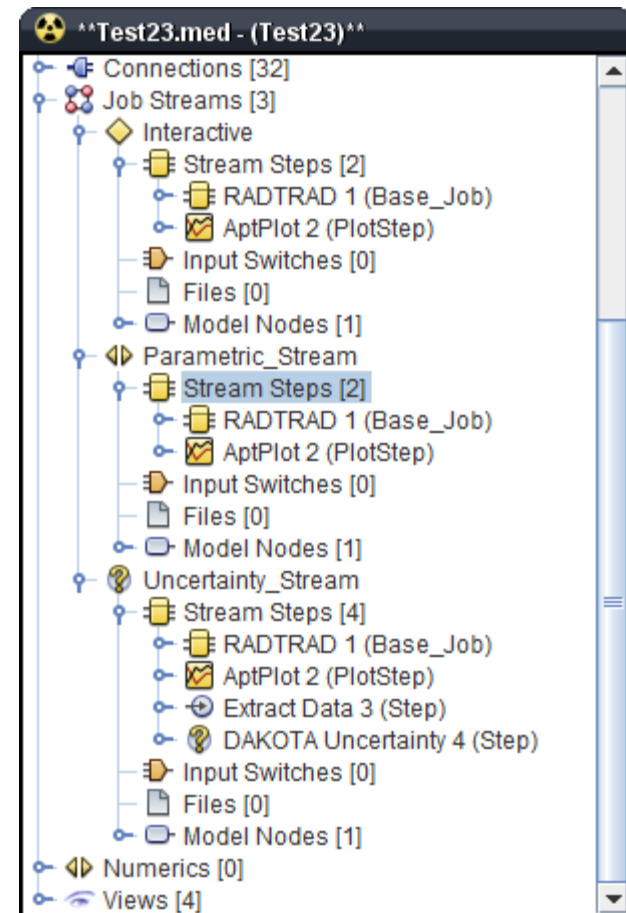 **Test23.med - (Test23)**
Connections [32]
Job Streams [3]
Interactive
Stream Steps [2]
RADTRAD 1 (Base_Job)
AptPlot 2 (PlotStep)
Input Switches [0]
Files [0]
Model Nodes [1]
Parametric_Stream
Stream Steps [2]
RADTRAD 1 (Base_Job)
AptPlot 2 (PlotStep)
Input Switches [0]
Files [0]
Model Nodes [1]
Uncertainty_Stream
Stream Steps [4]
RADTRAD 1 (Base_Job)
AptPlot 2 (PlotStep)
Extract Data 3 (Step)
DAKOTA Uncertainty 4 (Step)
Input Switches [0]
Files [0]
Model Nodes [1]
Numerics [0]
Views [4]